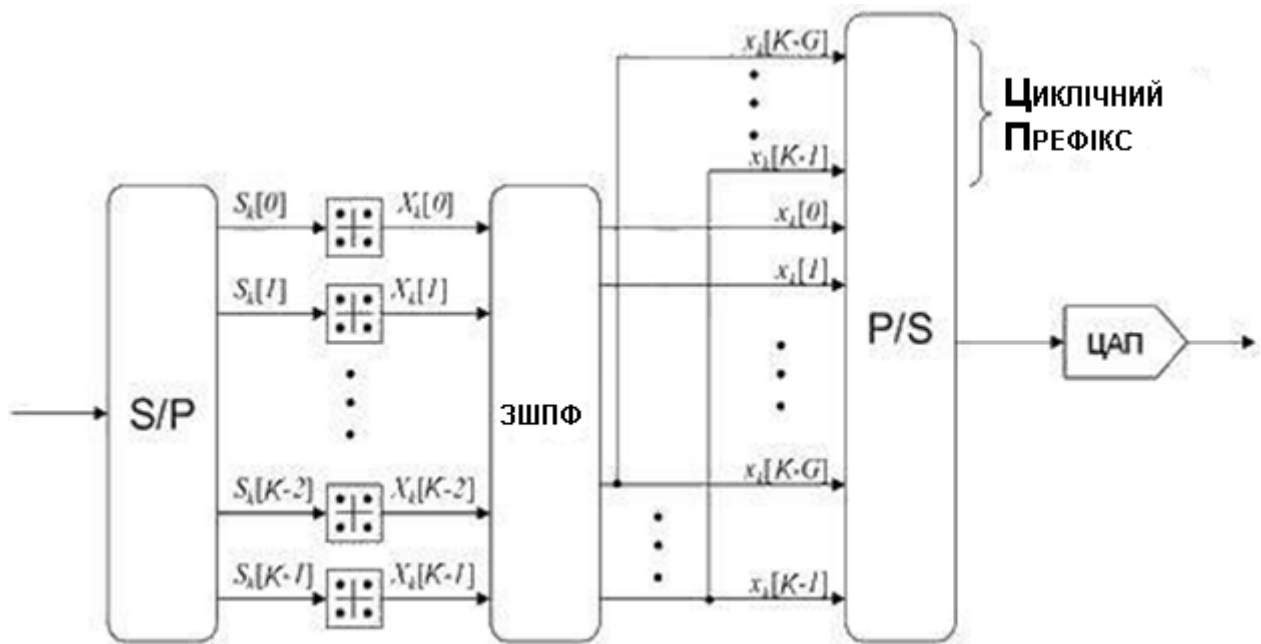 x_k[K-G]
Циклічний
Префікс
x_k[K-1]
S_k[0]
X_k[0]
x_k[0]
S_k[1]
X_k[1]
x_k[1]
P/S
ЦАП
S/P
ЗШПФ
S_k[K-2]
X_k[K-2]
x_k[K-G]
S_k[K-1]
X_k[K-1]
x_k[K-1]